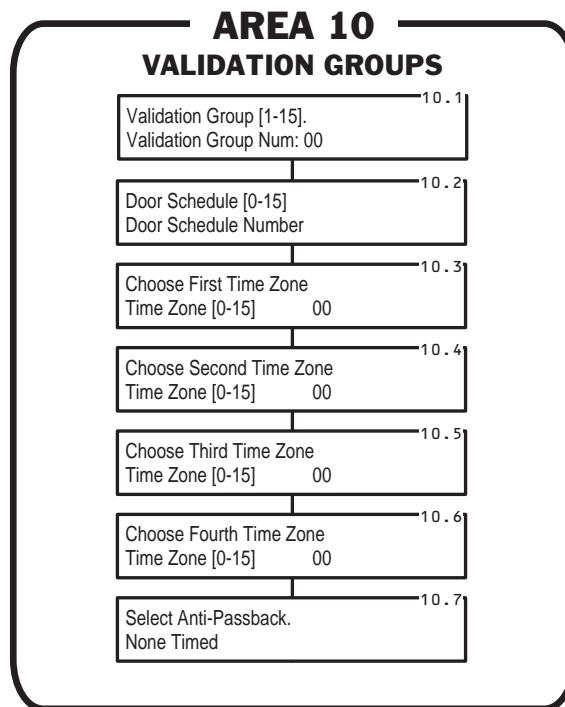 AREA 10
VALIDATION GROUPS
10.1
Validation Group [1-15].
Validation Group Num: 00
10.2
Door Schedule [0-15]
Door Schedule Number
10.3
Choose First Time Zone
Time Zone [0-15] 00
10.4
Choose Second Time Zone
Time Zone [0-15] 00
10.5
Choose Third Time Zone
Time Zone [0-15] 00
10.6
Choose Fourth Time Zone
Time Zone [0-15] 00
10.7
Select Anti-Passback.
None Timed